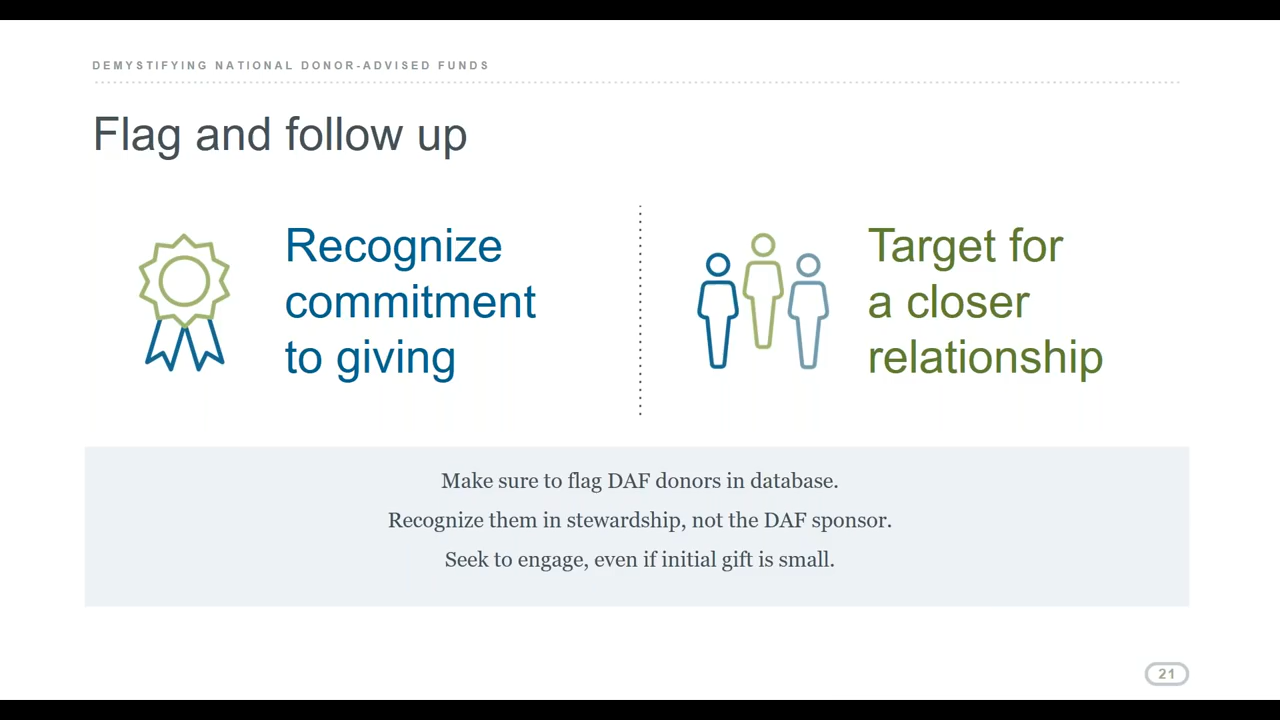 DEMYSTIFYING NATIONAL DONOR-ADVISED FUNDS
Flag and follow up
Recognize
commitment
to giving
Target for
a closer
relationship
Make sure to flag DAF donors in database.
Recognize them in stewardship, not the DAF sponsor.
Seek to engage, even if initial gift is small.
21